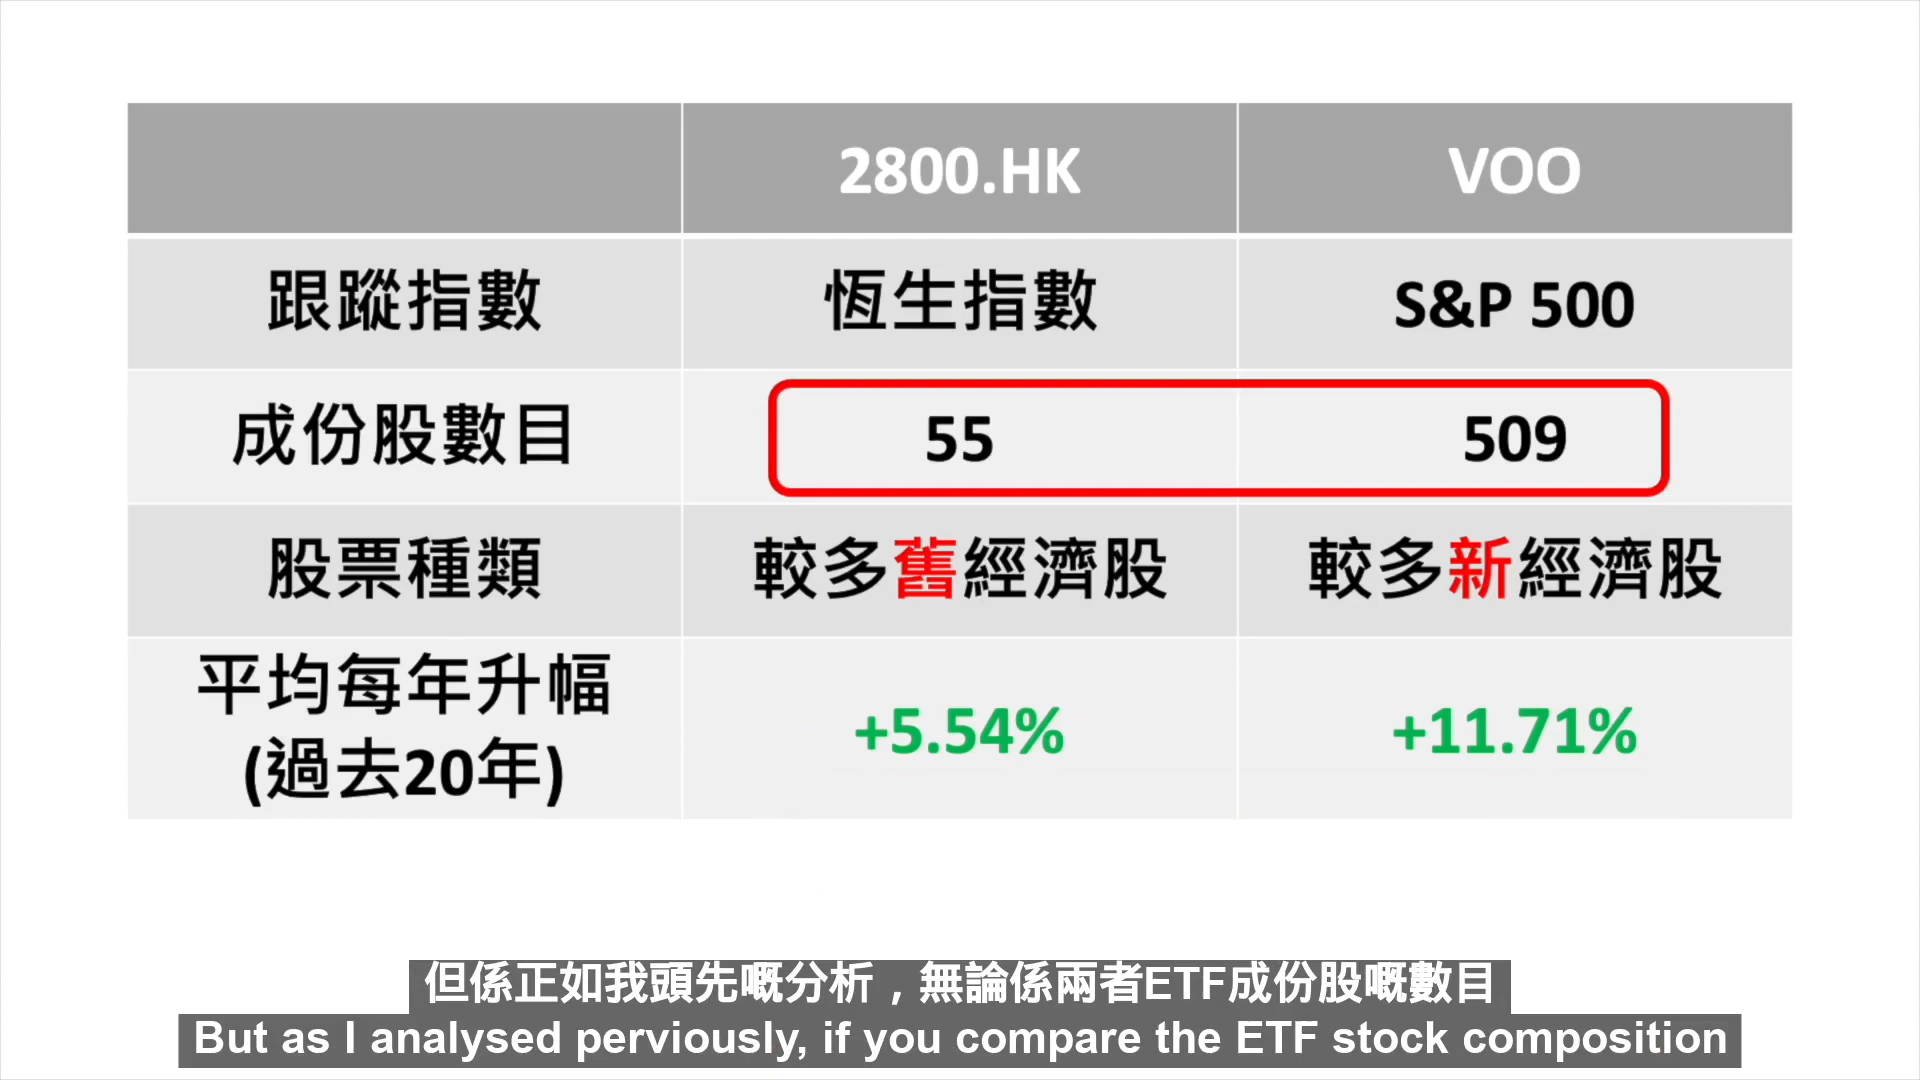 2800.HK VOO
跟蹤指數 恆生指數 S&P 500
成份股數目 55 509
股票種類 較多舊經濟股 較多新經濟股
平均每年升幅
(過去20年) +5.54% +11.71%
但係正如我頭先嘅分析，無論係兩者ETF成份股嘅數目
But as I analysed perviously, if you compare the ETF stock composition